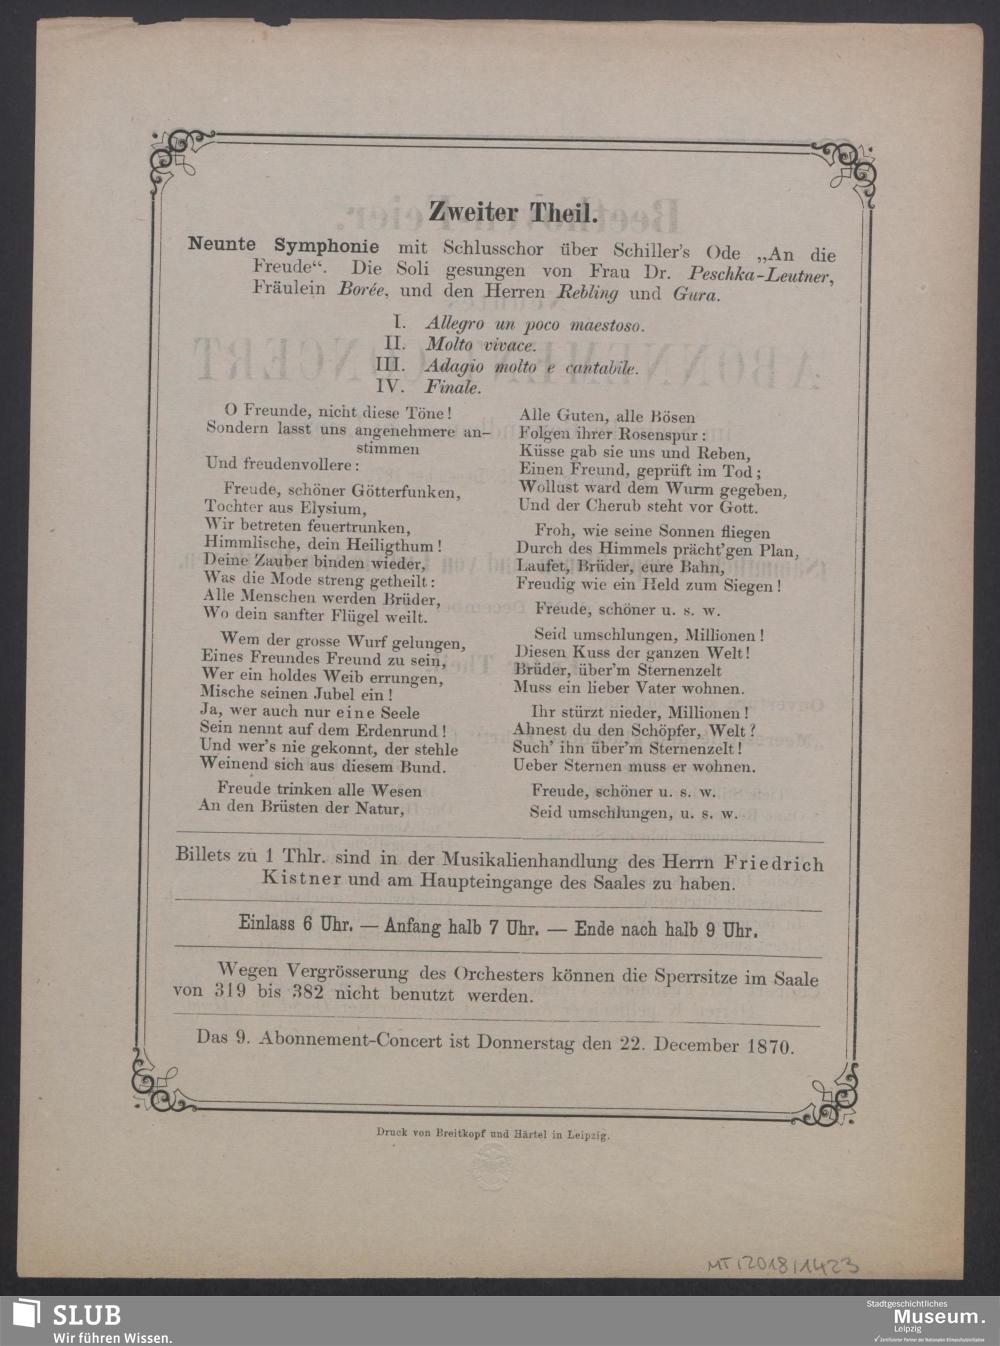 Zweiter Theil.
Neunte Symphonie mit Schlusschor über Schiller's Ode „An die
Freude“. Die Soli gesungen von Frau Dr. Peschka-Leutner,
Fräulein Borée, und den Herren Rebling und Gura.
I. Allegro un poco maestoso.
II. Molto vivace.
III. Adagio molto e cantabile.
IV. Finale.
O Freunde, nicht diese Töne!
Sondern lasst uns angenehmere an-
stimmen
Und freudenvollere:
Freude, schöner Götterfunken,
Tochter aus Elysium,
Wir betreten feuertrunken,
Himmlische, dein Heiligthum!
Deine Zauber binden wieder,
Was die Mode streng getheilt:
Alle Menschen werden Brüder,
Wo dein sanfter Flügel weilt.
Wem der grosse Wurf gelungen,
Eines Freundes Freund zu sein,
Wer ein holdes Weib errungen,
Mische seinen Jubel ein!
Ja, wer auch nur eine Seele
Sein nennt auf dem Erdenrund!
Und wer's nie gekonnt, der stehle
Weinend sich aus diesem Bund.
Freude trinken alle Wesen
An den Brüsten der Natur,
Alle Guten, alle Bösen
Folgen ihrer Rosenspur:
Küsse gab sie uns und Reben,
Einen Freund, geprüft im Tod;
Wollust ward dem Wurm gegeben,
Und der Cherub steht vor Gott.
Froh, wie seine Sonnen fliegen
Durch des Himmels prächt'gen Plan,
Laufet, Brüder, eure Bahn,
Freudig wie ein Held zum Siegen!
Freude, schöner u. s. w.
Seid umschlungen, Millionen!
Diesen Kuss der ganzen Welt!
Brüder, über'm Sternenzelt
Muss ein lieber Vater wohnen.
Ihr stürzt nieder, Millionen!
Ahnest du den Schöpfer, Welt?
Such' ihn über'm Sternenzelt!
Ueber Sternen muss er wohnen.
Freude, schöner u. s. w.
Seid umschlungen, u. s. w.
Billets zu 1 Thlr. sind in der Musikalienhandlung des Herrn Friedrich
Kistner und am Haupteingange des Saales zu haben.
Einlass 6 Uhr. — Anfang halb 7 Uhr. — Ende nach halb 9 Uhr.
Wegen Vergrösserung des Orchesters können die Sperrsitze im Saale
von 319 bis 382 nicht benutzt werden.
Das 9. Abonnement-Concert ist Donnerstag den 22. December 1870.
Druck von Breitkopf und Härtel in Leipzig.
MT/2018/1423
SLUB
Wir führen Wissen.
Stadtgeschichtliches
Museum.
Leipzig
Zertifizierter Partner der Nationalen Klimaschutzinitiative